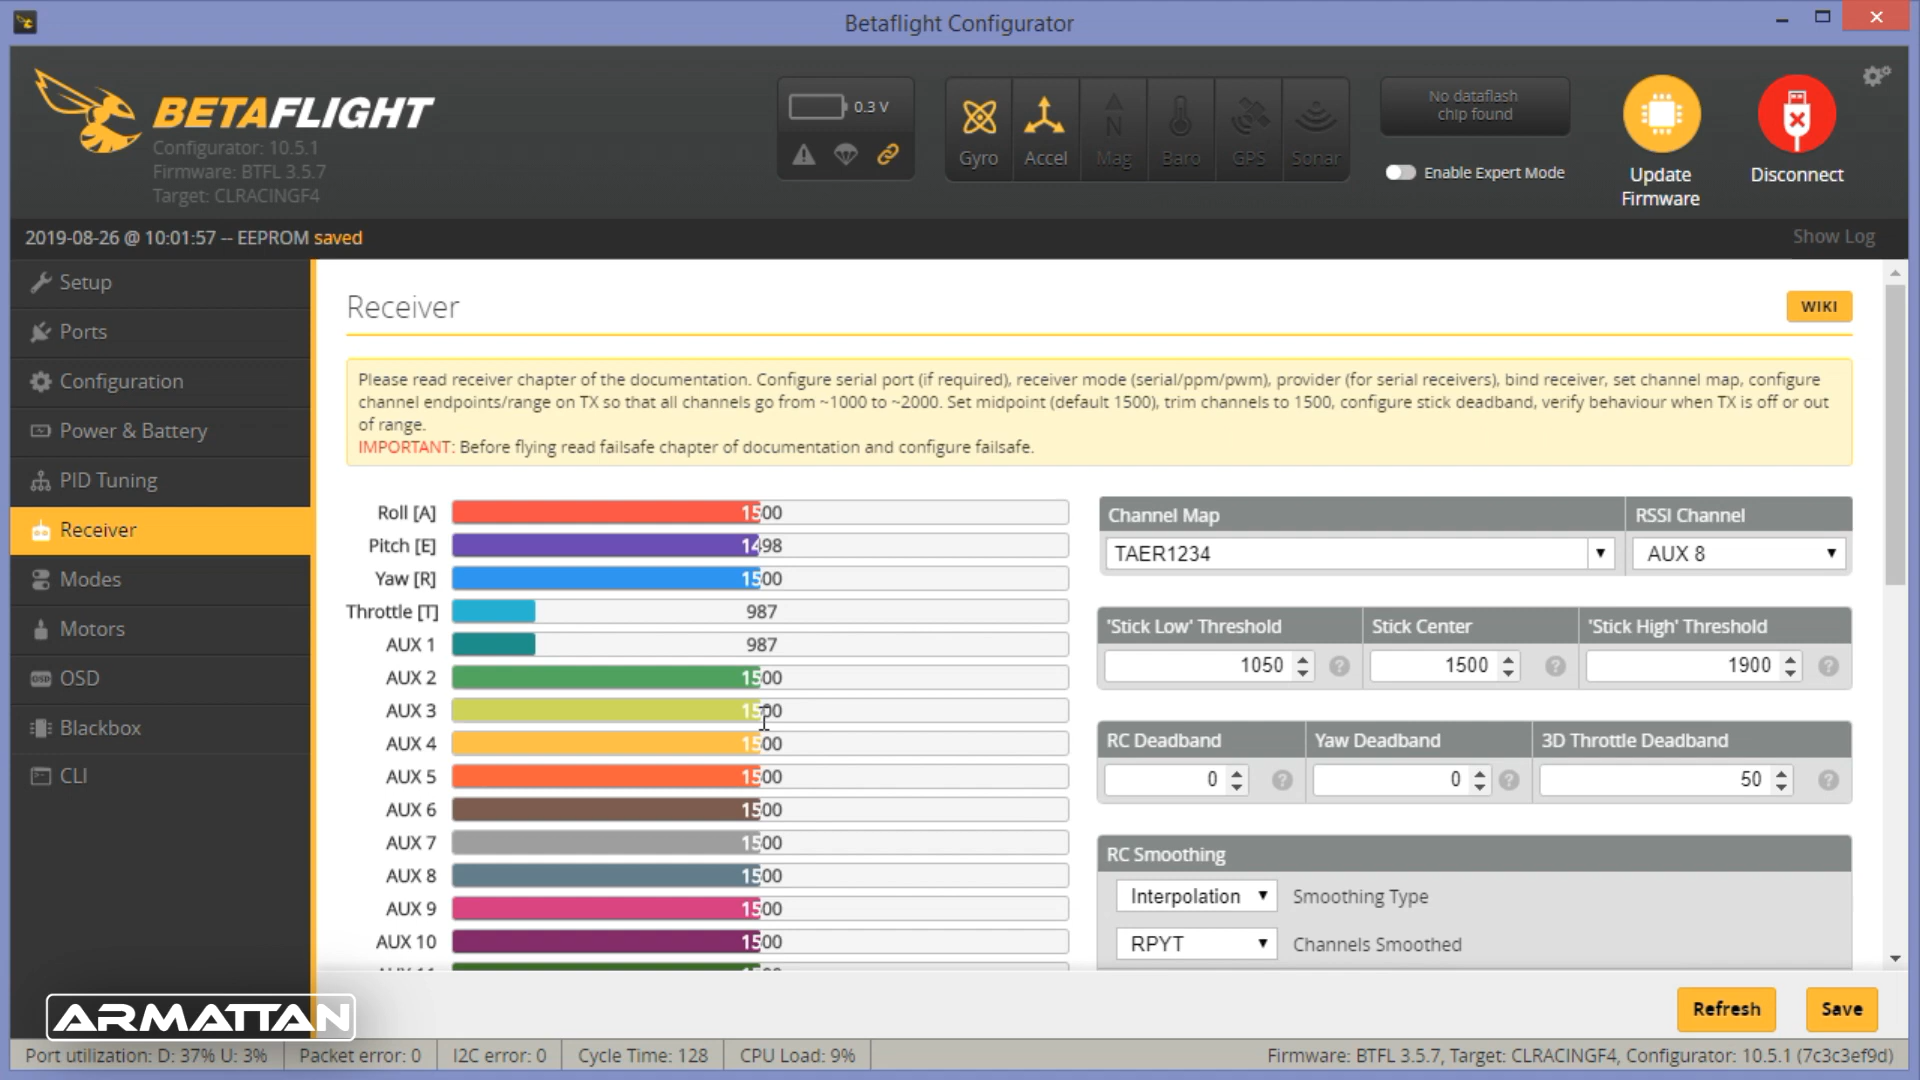 Betaflight Configurator
BETAFLIGHT
Configurator: 10.5.1
Firmware: BTFL 3.5.7
Target: CLRACINGF4
0.3 V
Gyro
Accel
Mag
Baro
GPS
Sonar
No dataflash
chip found
Enable Expert Mode
Update
Firmware
Disconnect
2019-08-26 @ 10:01:57 -- EEPROM saved
Show Log
Setup
Ports
Configuration
Power & Battery
PID Tuning
Receiver
Modes
Motors
OSD
OSD
Blackbox
CLI
Receiver
WIKI
Please read receiver chapter of the documentation. Configure serial port (if required), receiver mode (serial/ppm/pwm), provider (for serial receivers), bind receiver, set channel map, configure
channel endpoints/range on TX so that all channels go from ~1000 to ~2000. Set midpoint (default 1500), trim channels to 1500, configure stick deadband, verify behaviour when TX is off or out
of range.
IMPORTANT: Before flying read failsafe chapter of documentation and configure failsafe.
Roll [A] 1500
Pitch [E] 1498
Yaw [R] 1500
Throttle [T] 987
AUX 1 987
AUX 2 1500
AUX 3 1500
AUX 4 1500
AUX 5 1500
AUX 6 1500
AUX 7 1500
AUX 8 1500
AUX 9 1500
AUX 10 1500
Channel Map
RSSI Channel
TAER1234
AUX 8
'Stick Low' Threshold
Stick Center
'Stick High' Threshold
1050
1500
1900
RC Deadband
Yaw Deadband
3D Throttle Deadband
0
0
50
RC Smoothing
Interpolation
Smoothing Type
RPYT
Channels Smoothed
ARMATTAN
Refresh
Save
Port utilization: D: 37% U: 3%
Packet error: 0
I2C error: 0
Cycle Time: 128
CPU Load: 9%
Firmware: BTFL 3.5.7, Target: CLRACINGF4, Configurator: 10.5.1 (7c3c3ef9d)